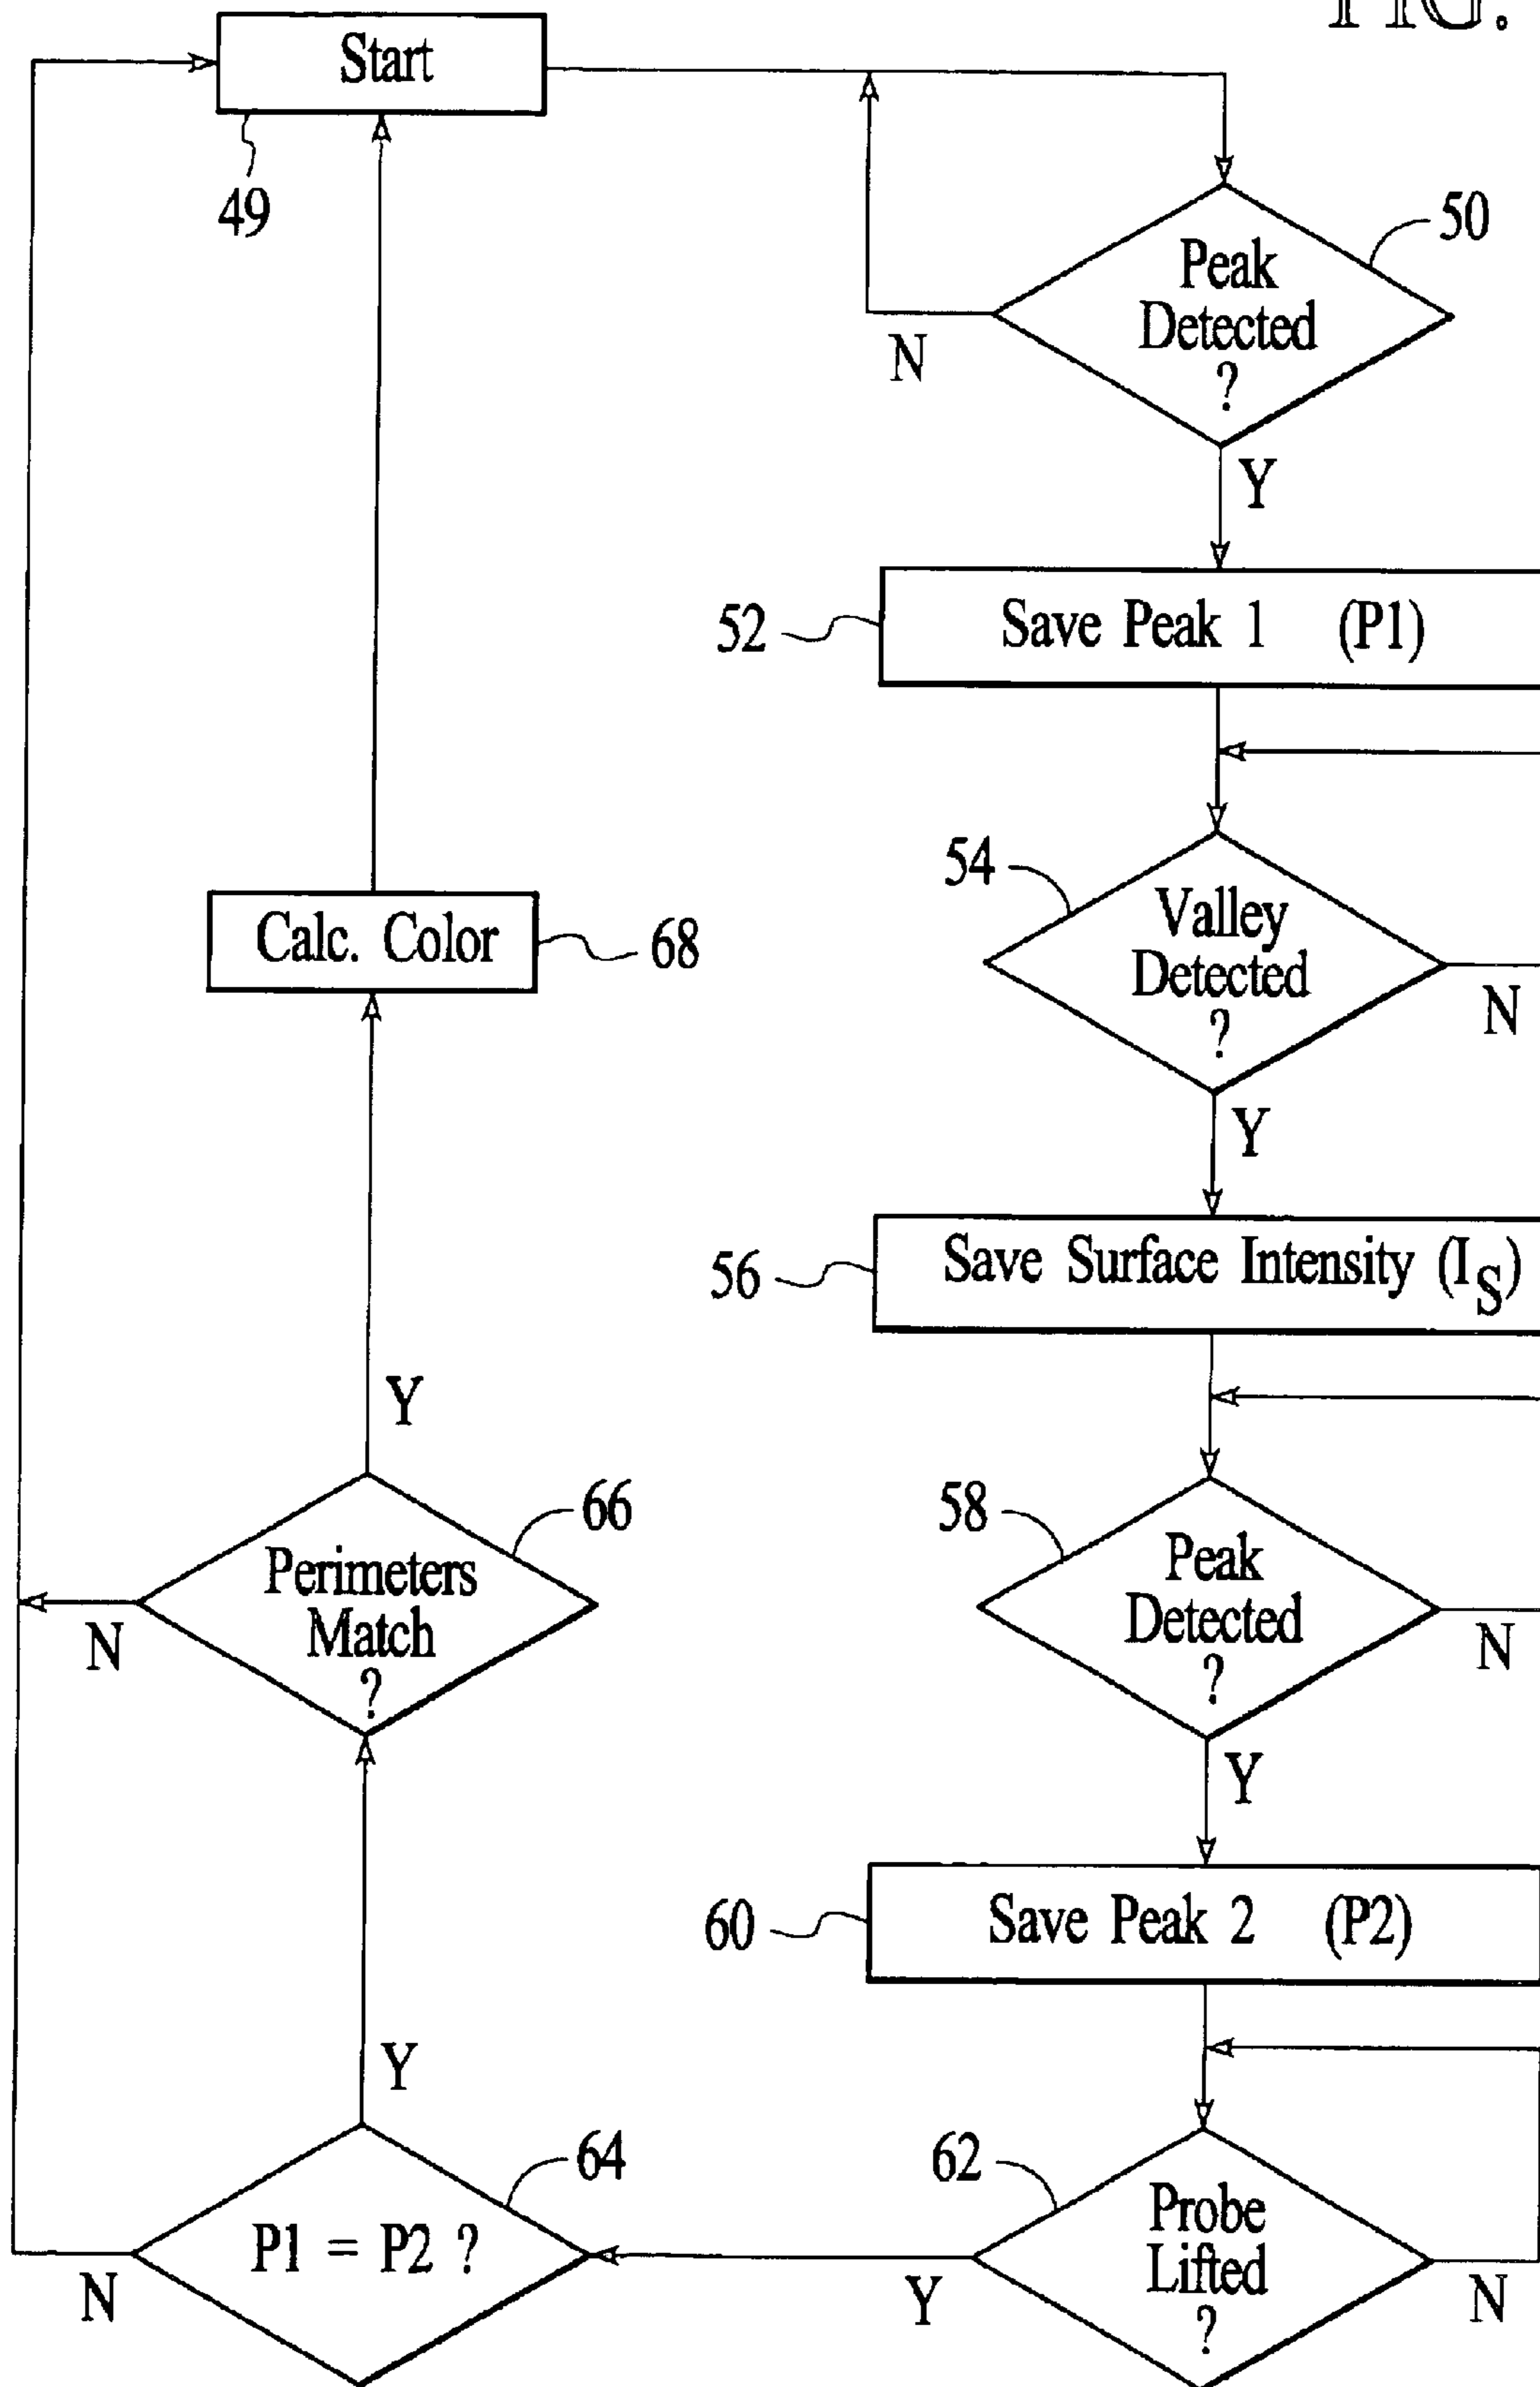 FIG.
Start
49
Peak
Detected
?
50
N
Y
52
Save Peak 1 (P1)
54
Valley
Detected
?
N
Y
56
Save Surface Intensity (IS)
58
Peak
Detected
?
N
Y
60
Save Peak 2 (P2)
62
Probe
Lifted
?
N
Y
64
P1 = P2 ?
N
Y
66
Perimeters
Match
?
N
Y
Calc. Color
68